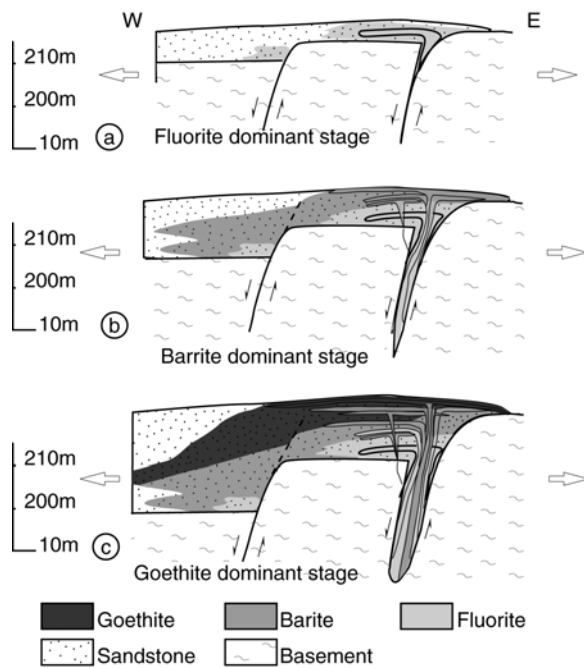 W E
210m
200m
10m
a
Fluorite dominant stage
210m
200m
10m
b
Barrite dominant stage
210m
200m
10m
c
Goethite dominant stage
Goethite Barite Fluorite
Sandstone Basement